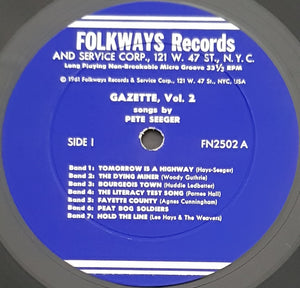 FOLKWAYS Records
AND SERVICE CORP., 121 W. 47 ST., N.Y.C.
Long Playing Non-Breakable Micro Groove 33⅓ RPM
© 1961 Folkways Records & Service Corp., 121 W. 47 ST., NYC, USA
GAZETTE, Vol. 2
songs by
PETE SEEGER
SIDE I FN2502 A
Band 1: TOMORROW IS A HIGHWAY (Hays-Seeger)
Band 2: THE DYING MINER (Woody Guthrie)
Band 3: BOURGEOIS TOWN (Huddie Ledbetter)
Band 4: THE LITERACY TEST SONG (Pornee Hall)
Band 5: FAYETTE COUNTY (Agnes Cunningham)
Band 6: PEAT BOG SOLDIERS
Band 7: HOLD THE LINE (Lee Hays & The Weavers)